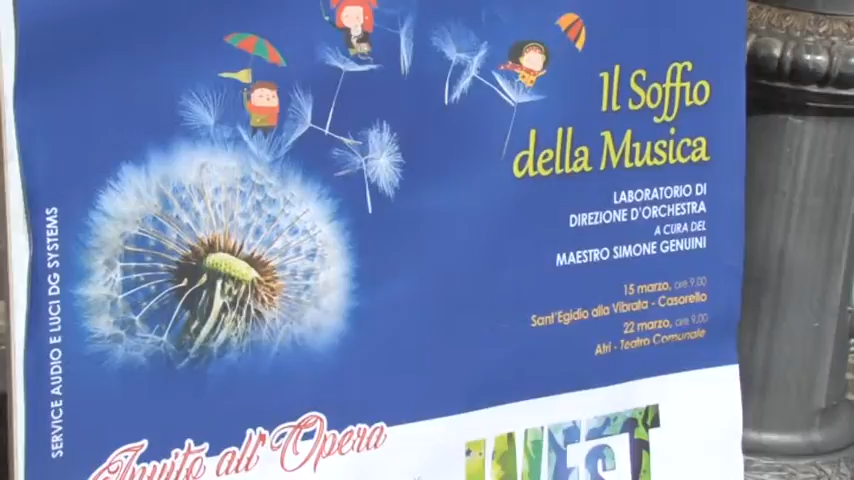 Il Soffio
della Musica
LABORATORIO DI
DIREZIONE D'ORCHESTRA
A CURA DEL
MAESTRO SIMONE GENUINI
15 marzo, ore 9,00
Sant'Egidio alla Vibrata - Casorello
22 marzo, ore 9,00
Atri - Teatro Comunale
SERVICE AUDIO E LUCI DG SYSTEMS
Invito all'Opera
WEST